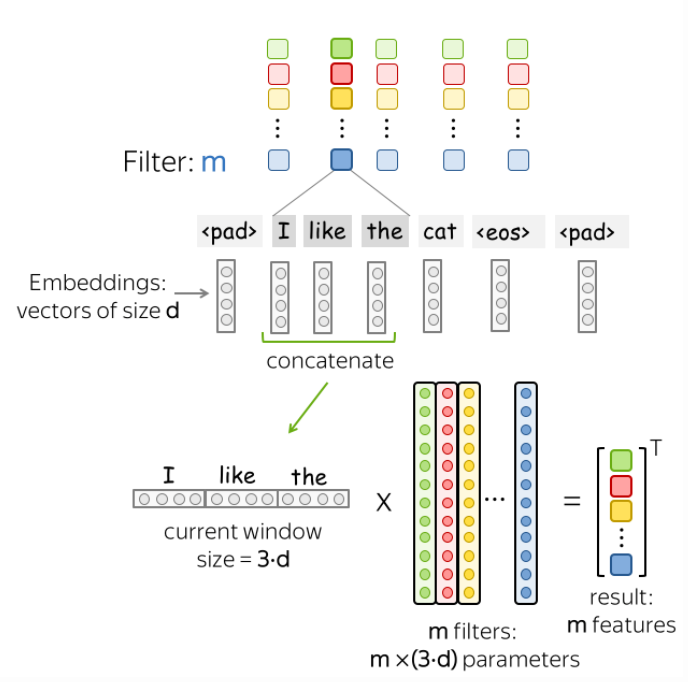 Filter: m
<pad> I like the cat <eos> <pad>
Embeddings:
vectors of size d
concatenate
I like the
current window
size = 3·d
X
...
=
T
m filters:
m ×(3·d) parameters
result:
m features